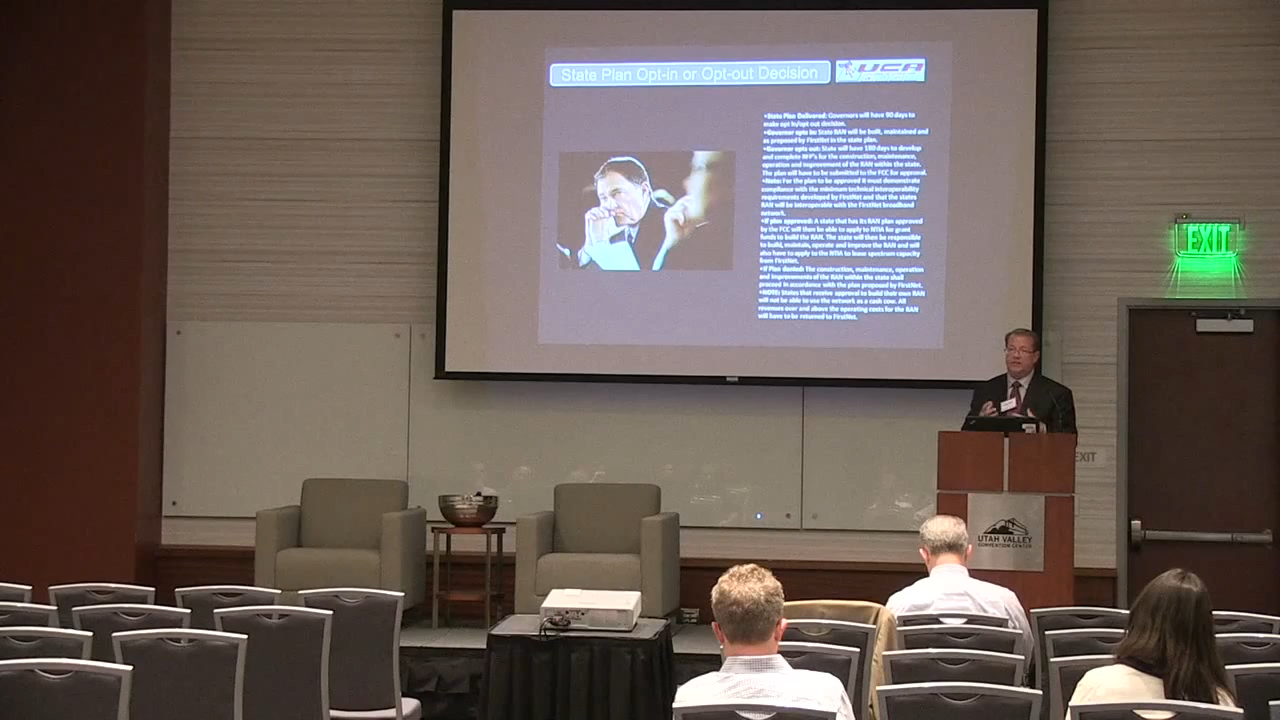 State Plan Opt-in or Opt-out Decision
UCA
•State Plan Delivered: Governors will have 90 days to
make opt in/opt out decision.
•Governor opts in: State RAN will be built, maintained and
as proposed by FirstNet in the state plan.
•Governor opts out: State will have 180 days to develop
and complete RFP's for the construction, maintenance,
operation and improvement of the RAN within the state.
The plan will have to be submitted to the FCC for approval.
•Note: For the plan to be approved it must demonstrate
compliance with the minimum technical interoperability
requirements developed by FirstNet and that the states
RAN will be interoperable with the FirstNet broadband
network.
•If plan approved: A state that has its RAN plan approved
by the FCC will then be able to apply to NTIA for grant
funds to build the RAN. The state will then be responsible
to build, maintain, operate and improve the RAN and will
also have to apply to the NTIA to lease spectrum capacity
from FirstNet.
•If Plan denied: The construction, maintenance, operation
and improvements of the RAN within the state shall
proceed in accordance with the plan proposed by FirstNet.
•NOTE: States that receive approval to build their own RAN
will not be able to use the network as a cash cow. All
revenues over and above the operating costs for the RAN
will have to be returned to FirstNet.
EXIT
EXIT
UTAH VALLEY
CONVENTION CENTER